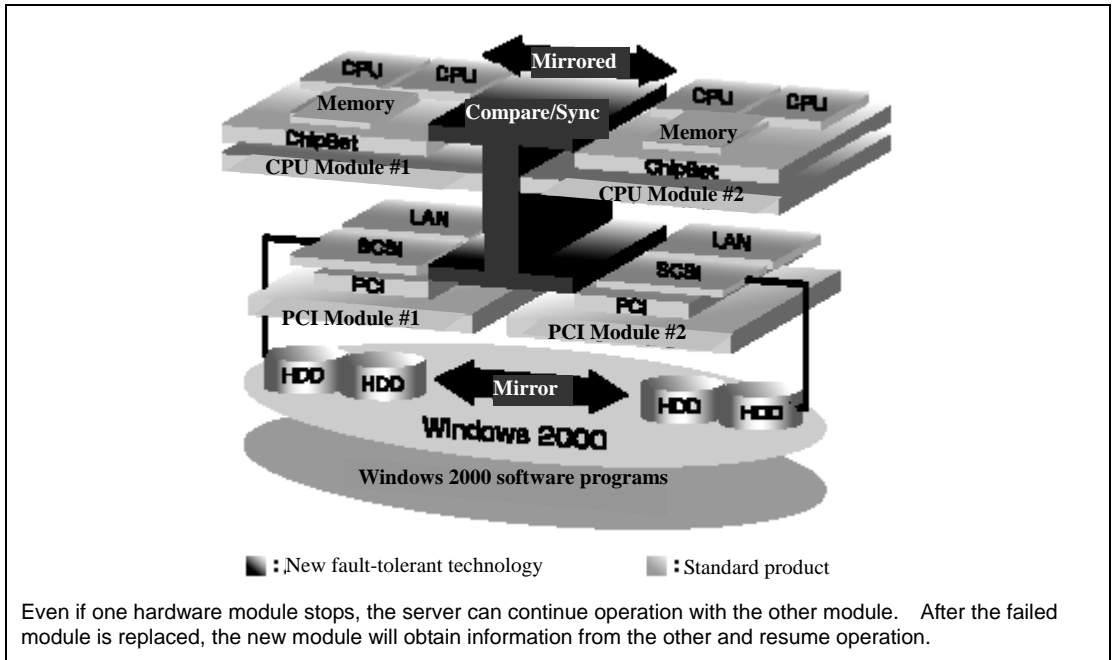 Mirrored
CPU CPU
Memory
Compare/Sync
ChipSet
CPU Module #1
CPU CPU
Memory
ChipSet
CPU Module #2
LAN
SCSI
PCI
PCI Module #1
LAN
SCSI
PCI
PCI Module #2
HDD HDD
Mirror
HDD HDD
Windows 2000
Windows 2000 software programs
: New fault-tolerant technology
: Standard product
Even if one hardware module stops, the server can continue operation with the other module. After the failed
module is replaced, the new module will obtain information from the other and resume operation.